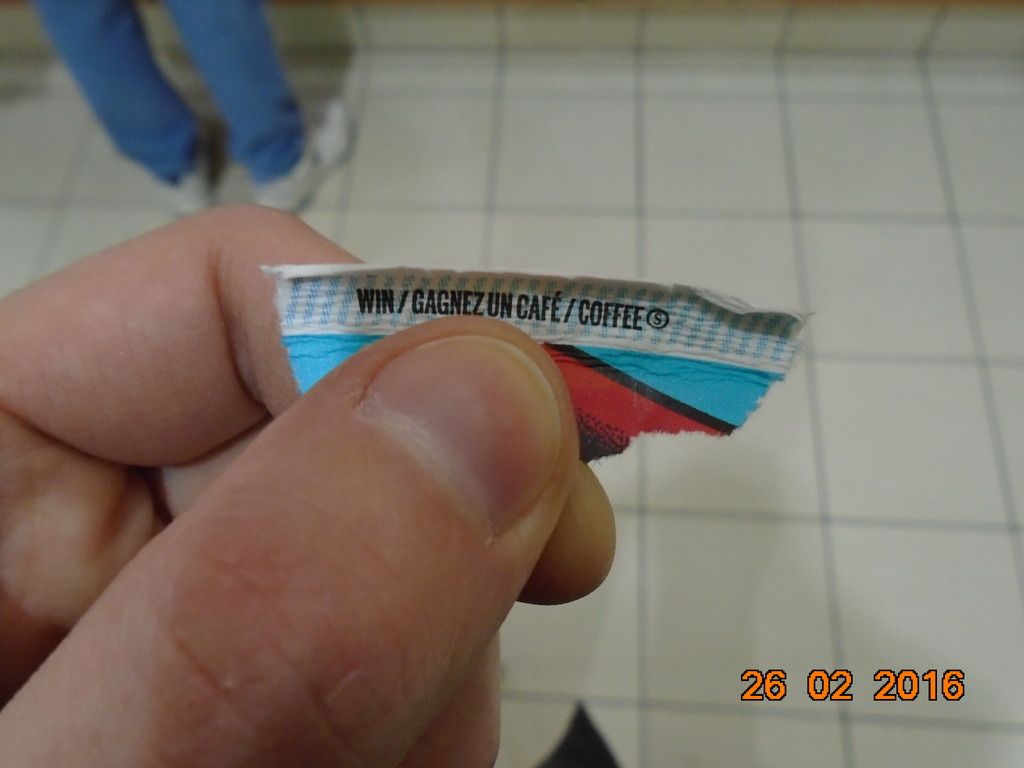 WIN / GAGNEZ UN CAFÉ / COFFEE Ⓢ
26 02 2016